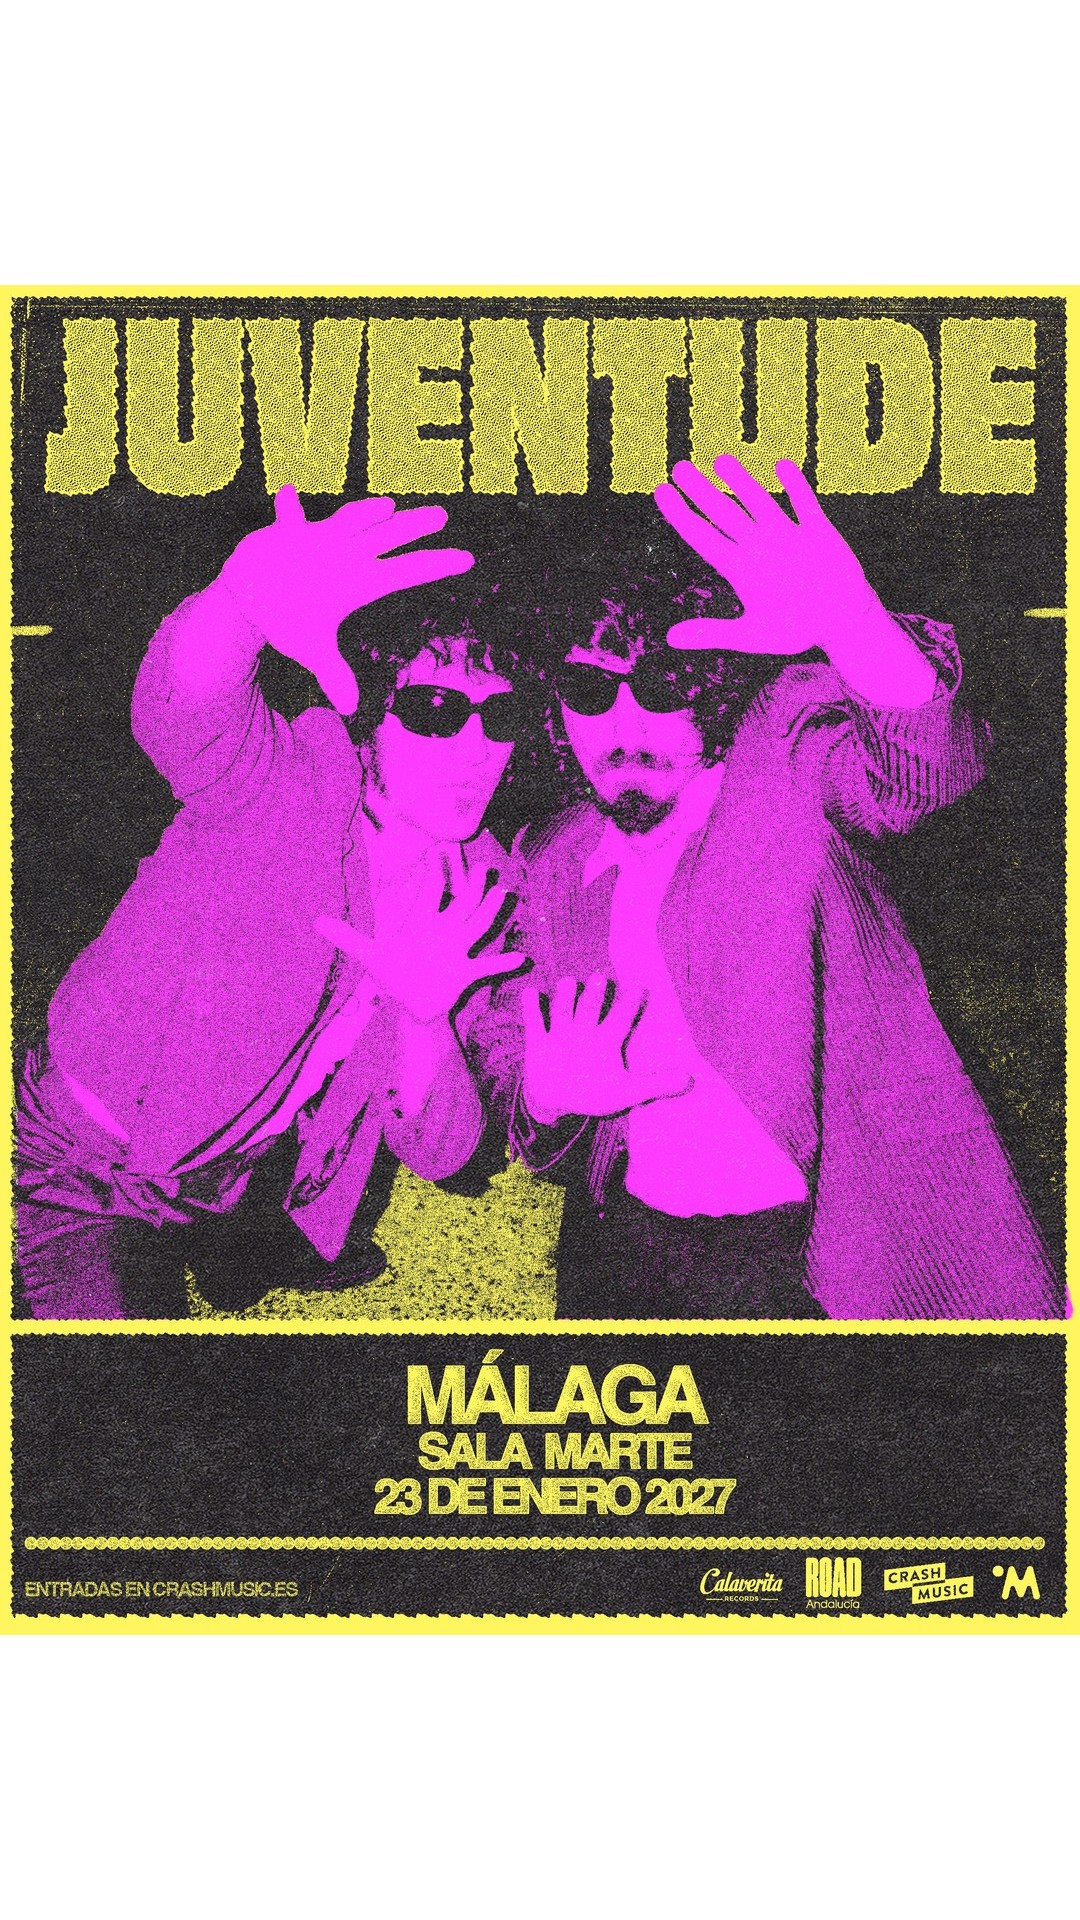 JUVENTUDE
MÁLAGA
SALA MARTE
23 DE ENERO 2027
ENTRADAS EN CRASHMUSIC.ES
Calaverita
RECORDS
ROAD
Andalucía
CRASH
MUSIC
M